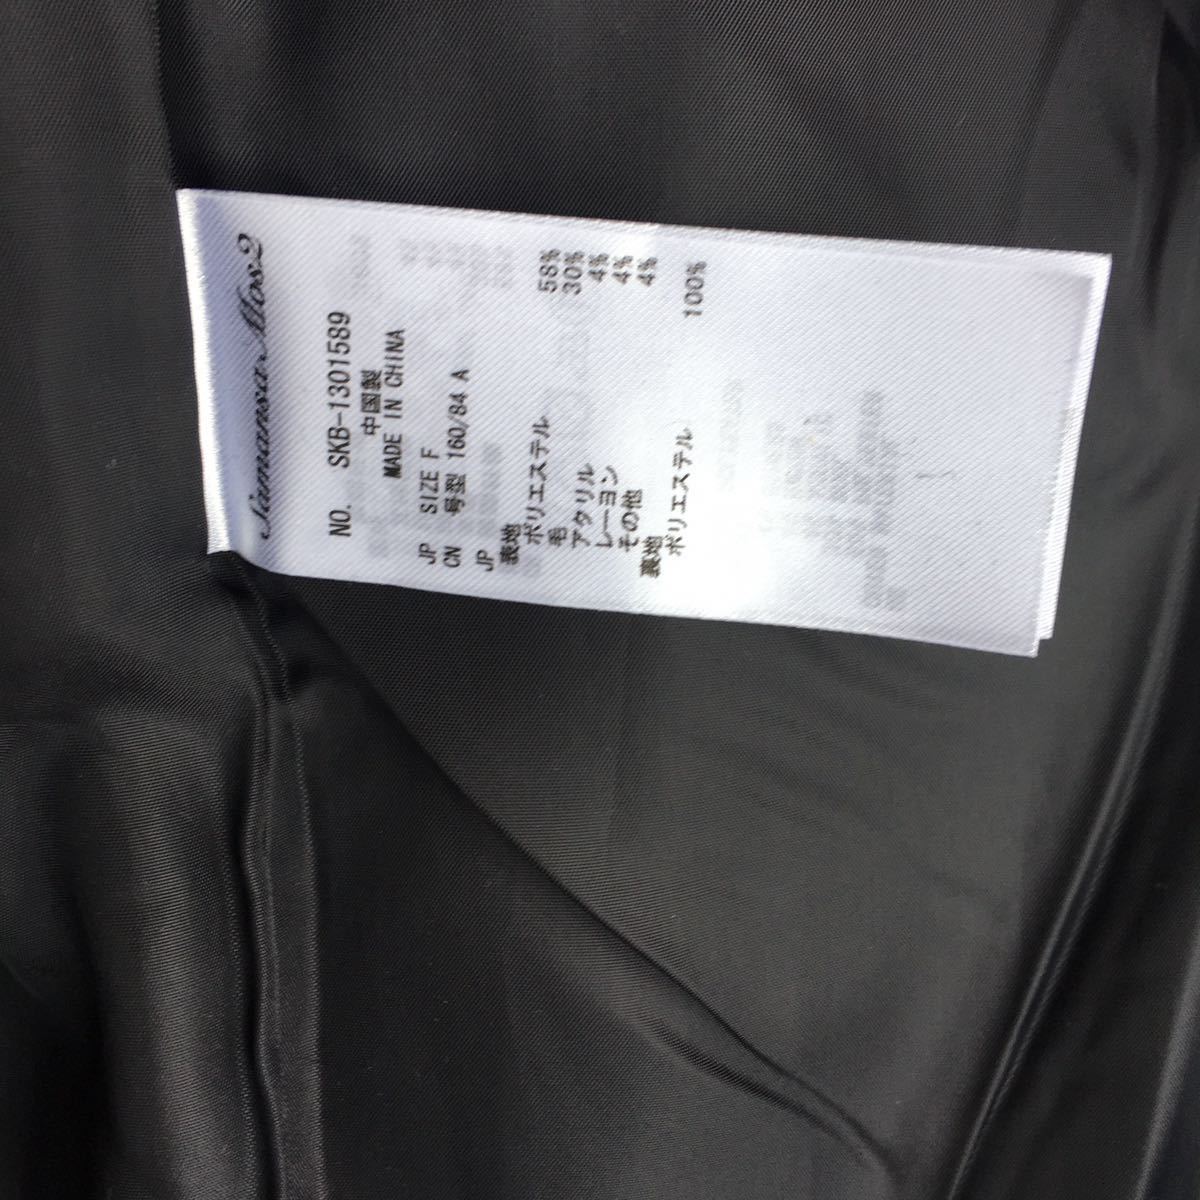 Samansa Mos2
NO. SKB-1301589
中国製
MADE IN CHINA
JP SIZE F
CN 号型 160/84 A
JP
表地
ポリエステル 58%
毛 30%
アクリル 4%
レーヨン 4%
その他 4%
裏地
ポリエステル 100%